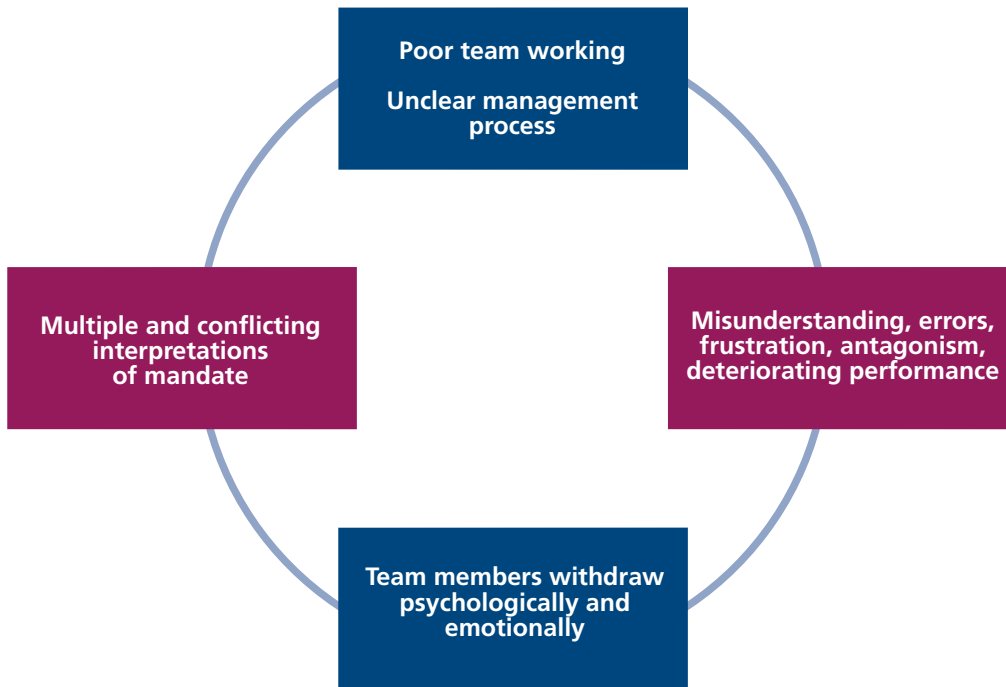 Poor team working
Unclear management
process
Multiple and conflicting
interpretations
of mandate
Misunderstanding, errors,
frustration, antagonism,
deteriorating performance
Team members withdraw
psychologically and
emotionally